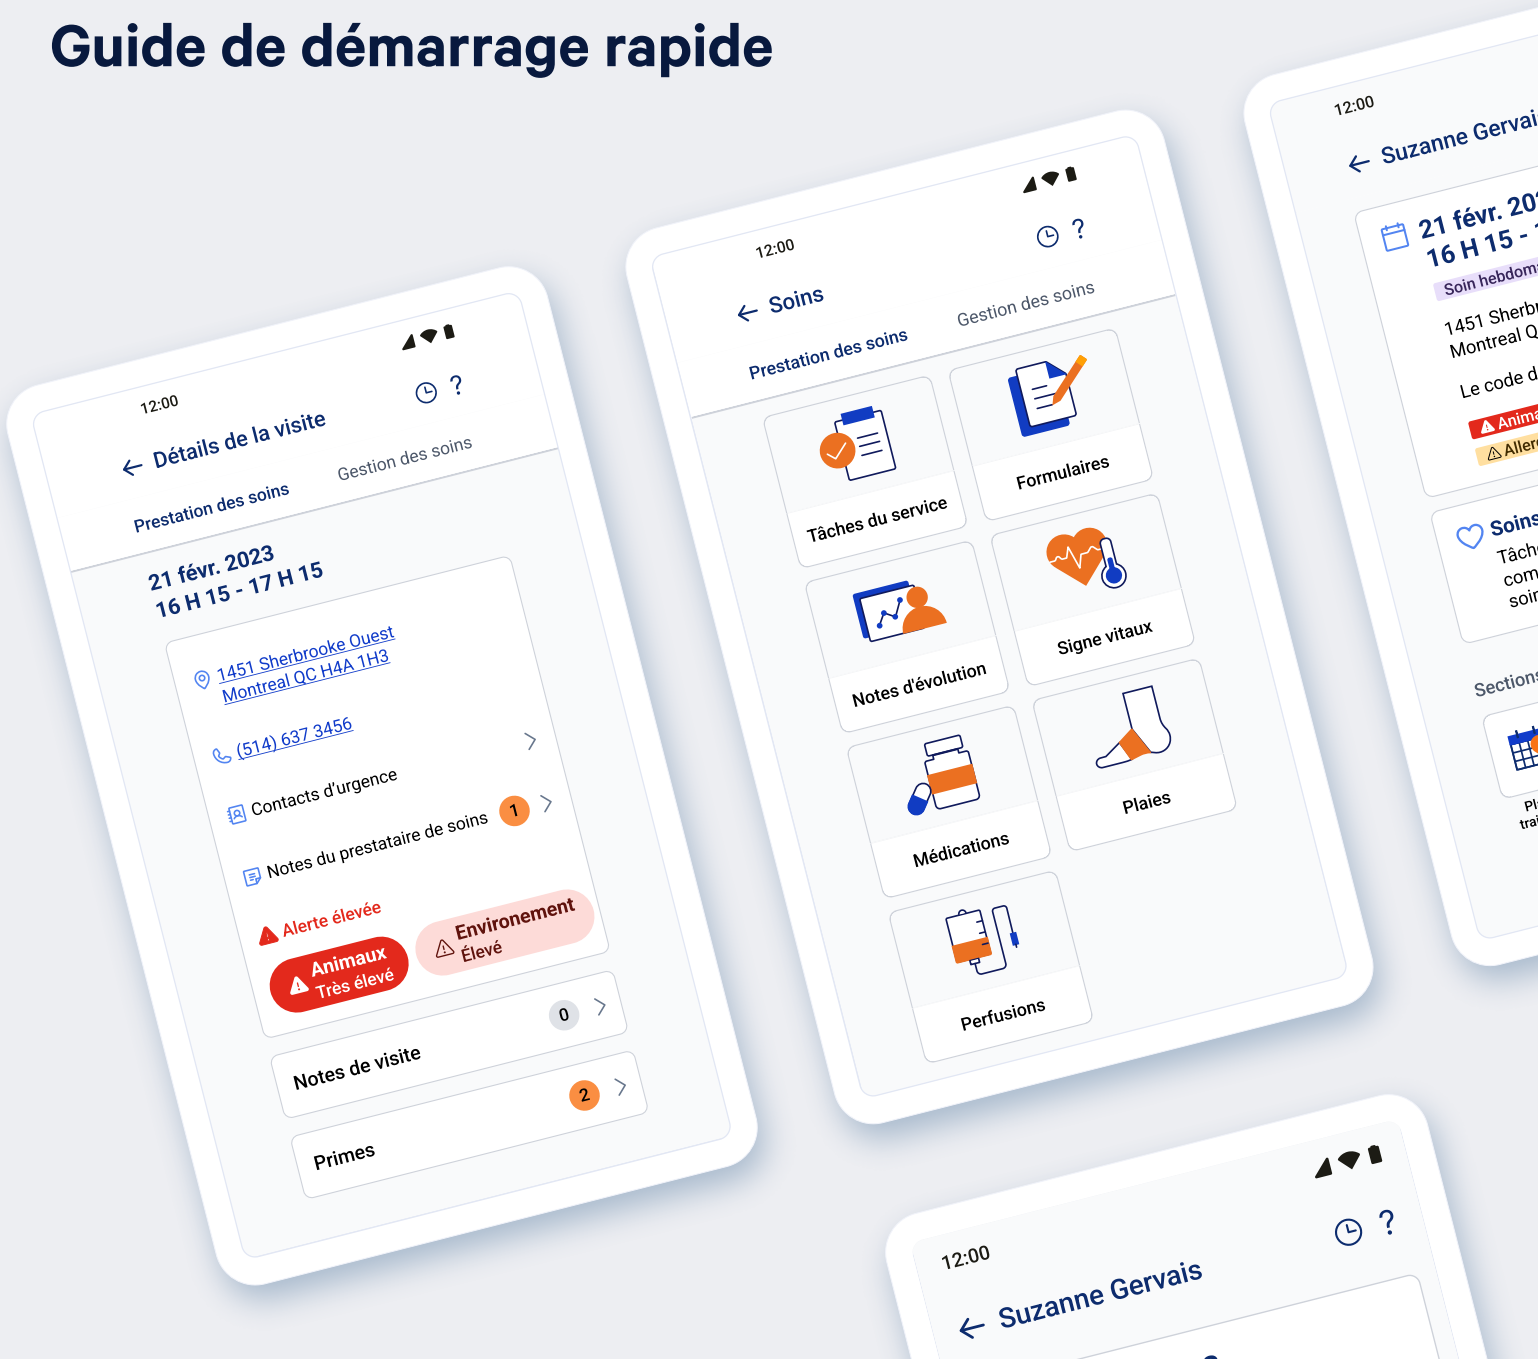 Guide de démarrage rapide
12:00
Détails de la visite
?
Prestation des soins
Gestion des soins
21 févr. 2023
16 H 15 - 17 H 15
1451 Sherbrooke Ouest
Montreal QC H4A 1H3
(514) 637 3456
Contacts d'urgence
Notes du prestataire de soins
1
Alerte élevée
Animaux
Très élevé
Environement
Élevé
Notes de visite
0
Primes
2
12:00
Soins
?
Prestation des soins
Gestion des soins
Tâches du service
Formulaires
Notes d'évolution
Signe vitaux
Médications
Plaies
Perfusions
12:00
Suzanne
21 févr.
16 H 15 -
Soin
1451
Montreal
Le code
Soins
Sections
12:00
?
Suzanne Gervais